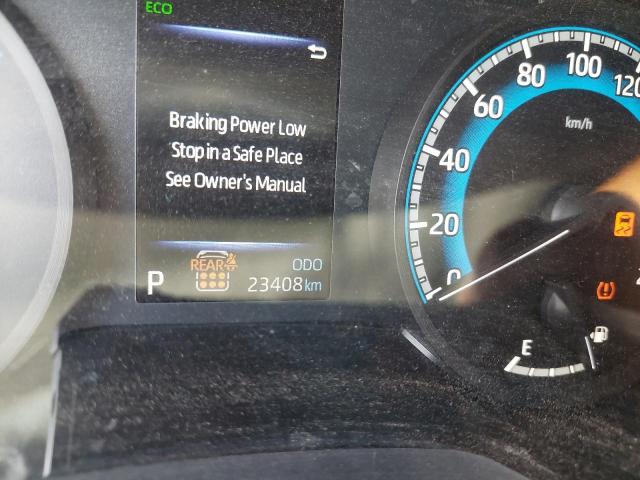 ECO
Braking Power Low
Stop in a Safe Place
See Owner's Manual
REAR
P
ODO
23408 km
0
20
40
60
80
100
120
km/h
E